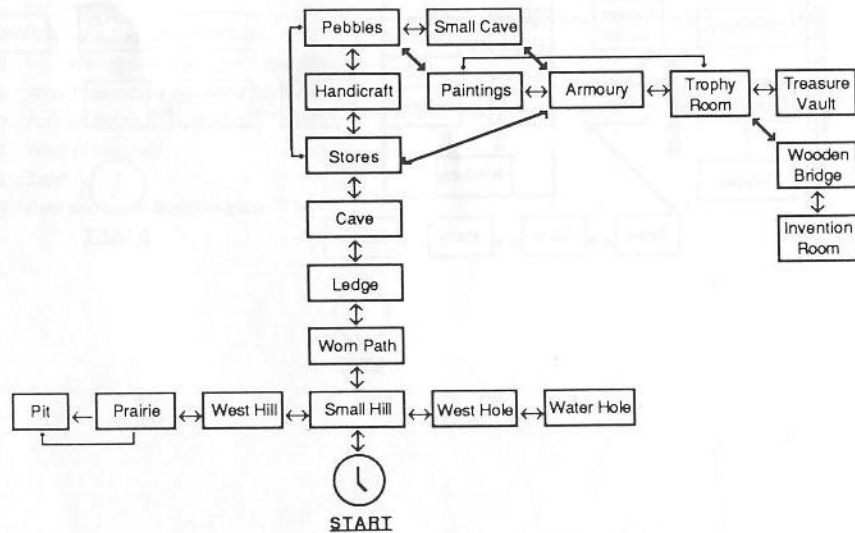 Pebbles
Small Cave
Handicraft
Paintings
Armoury
Trophy
Room
Treasure
Vault
Stores
Wooden
Bridge
Cave
Invention
Room
Ledge
Worn Path
Pit
Prairie
West Hill
Small Hill
West Hole
Water Hole
START